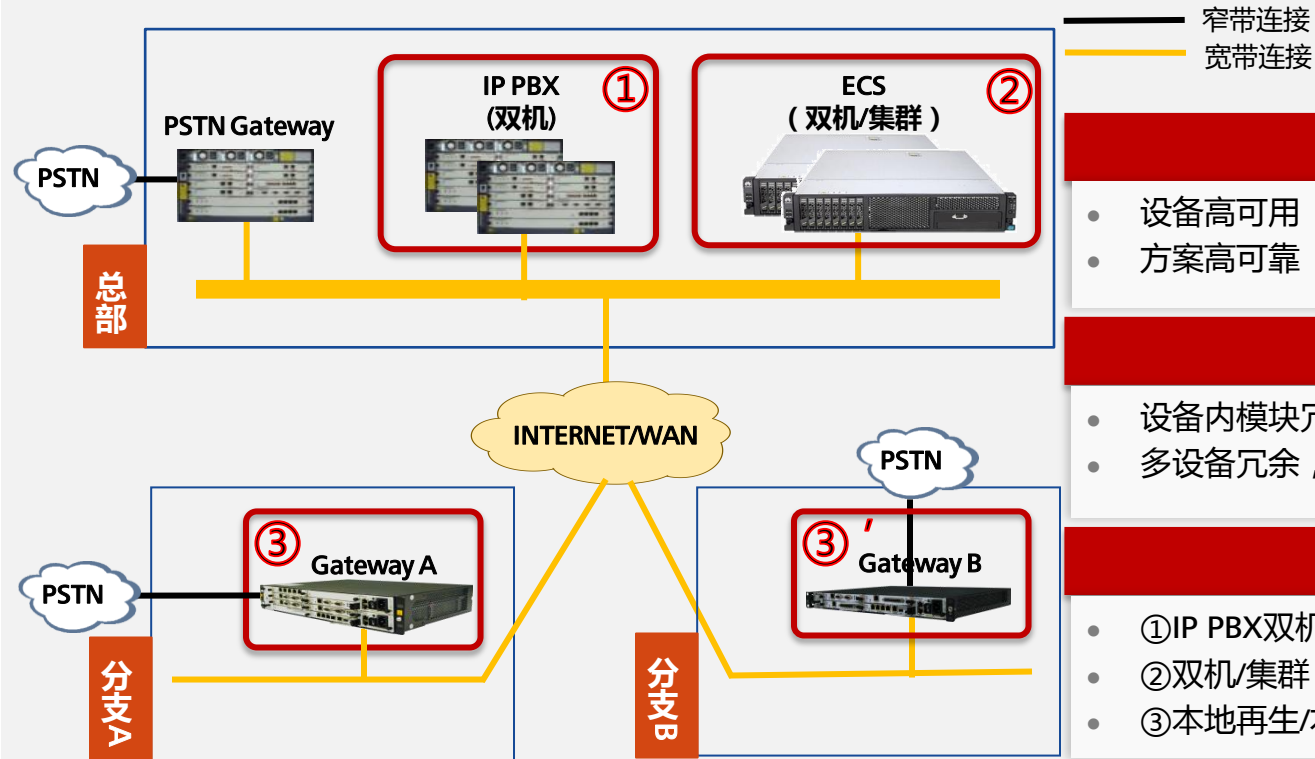 窄带连接
宽带连接
IP PBX
(双机)
①
ECS
（双机/集群）
②
PSTN Gateway
PSTN
总部
设备高可用
方案高可靠
INTERNET/WAN
设备内模块
多设备冗余，
PSTN
③
Gateway A
PSTN
分支A
③′
Gateway B
分支B
①IP PBX双机
②双机/集群
③本地再生/